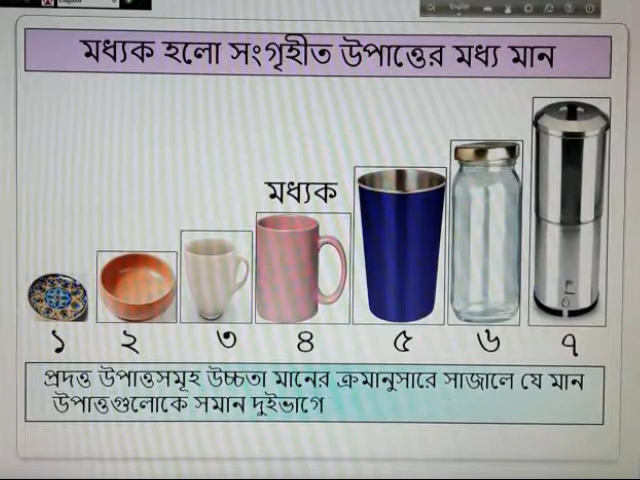 মধ্যক হলো সংগৃহীত উপাত্তের মধ্য মান
মধ্যক
১ ২ ৩ ৪ ৫ ৬ ৭
প্রদত্ত উপাত্তসমূহ উচ্চতা মানের ক্রমানুসারে সাজালে যে মান
উপাত্তগুলোকে সমান দুইভাগে